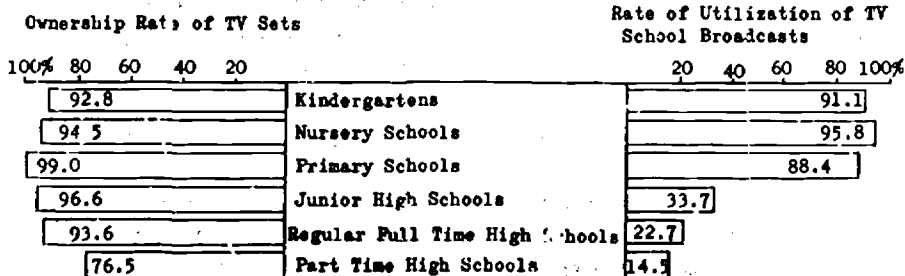 Ownership Rate of TV Sets
Rate of Utilization of TV
School Broadcasts
100% 80 60 40 20
20 40 60 80 100%
92.8 Kindergartens 91.1
94.5 Nursery Schools 95.8
99.0 Primary Schools 88.4
96.6 Junior High Schools 33.7
93.6 Regular Full Time High Schools 22.7
76.5 Part Time High Schools 14.5